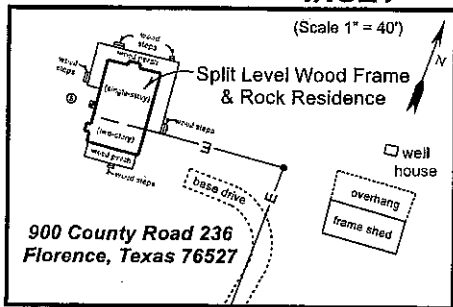 INSET
(Scale 1" = 40')
N
wood steps
wood porch
wood steps
(single-story)
Split Level Wood Frame
& Rock Residence
(two-story)
wood steps
E
wood porch
wood steps
well
house
base drive
E
overhang
frame shed
900 County Road 236
Florence, Texas 76527